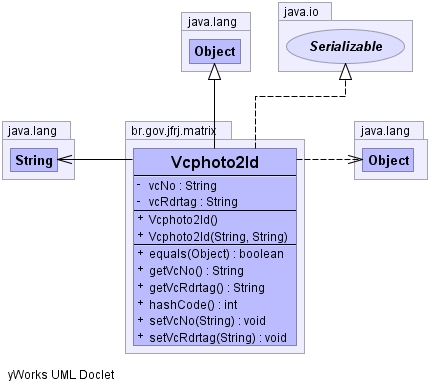 java.lang
Object
java.io
Serializable
java.lang
String
br.gov.jfrj.matrix
java.lang
Object
Vcphoto2Id
- vcNo : String
- vcRdrtag : String
+ Vcphoto2Id()
+ Vcphoto2Id(String, String)
+ equals(Object) : boolean
+ getVcNo() : String
+ getVcRdrtag() : String
+ hashCode() : int
+ setVcNo(String) : void
+ setVcRdrtag(String) : void
yWorks UML Doclet